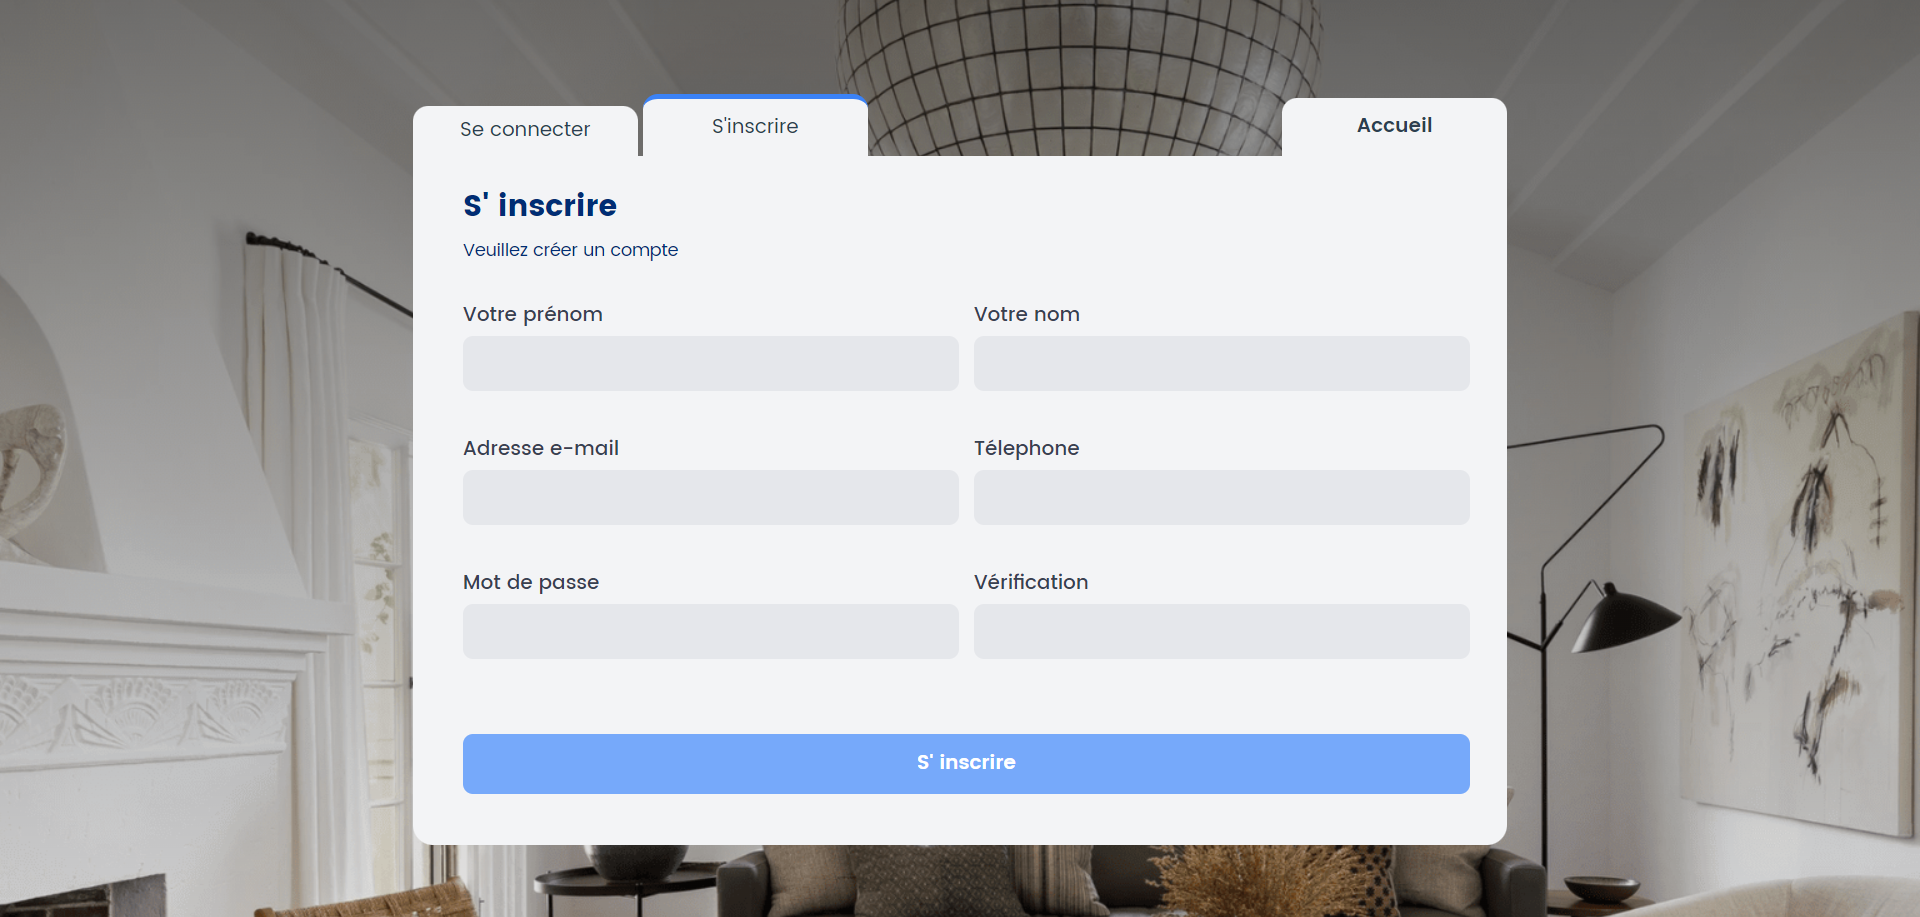 Se connecter
S'inscrire
Accueil
S' inscrire
Veuillez créer un compte
Votre prénom
Votre nom
Adresse e-mail
Télephone
Mot de passe
Vérification
S' inscrire